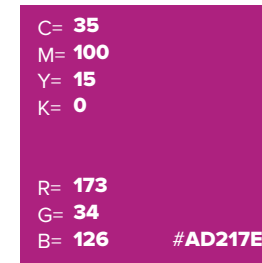 C= 35
M= 100
Y= 15
K= 0
R= 173
G= 34
B= 126 #AD217E